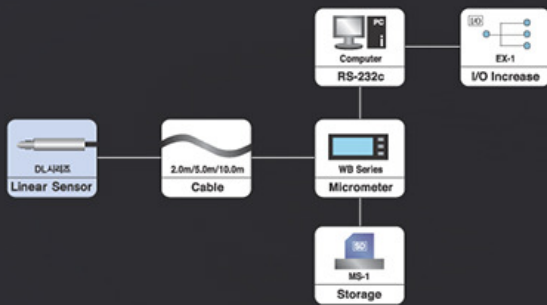 PC
Computer
RS-232c
I/O
EX-1
I/O Increase
DL시리즈
Linear Sensor
2.0m/5.0m/10.0m
Cable
WB Series
Micrometer
SD
MS-1
Storage